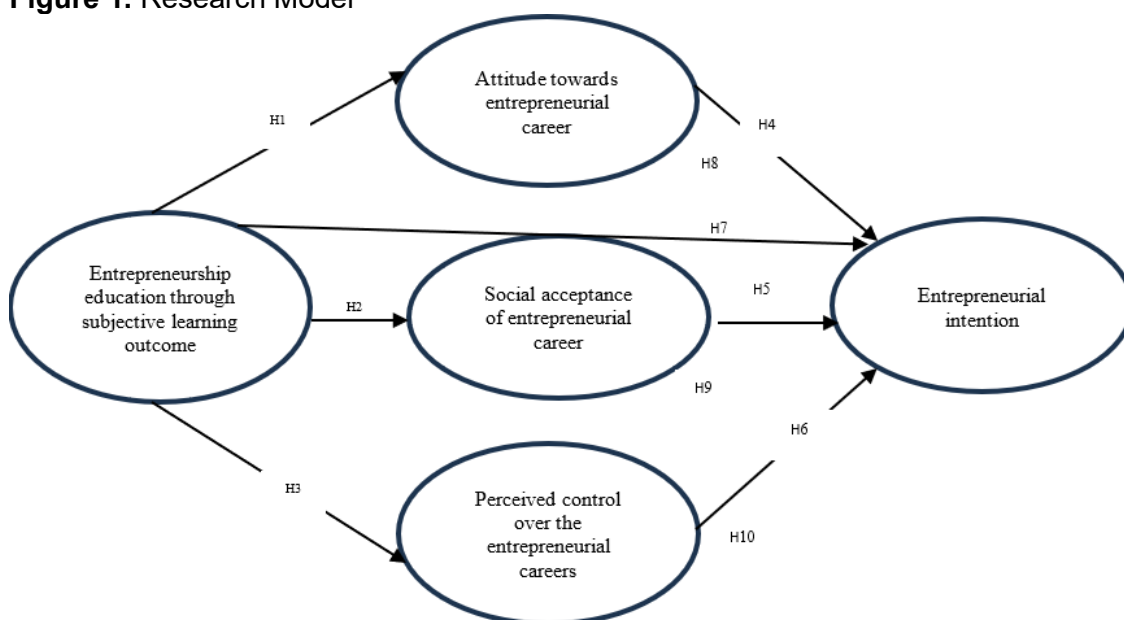 Figure 1. Research Model
Attitude towards
entrepreneurial
career
H1
H4
H8
H7
Entrepreneurship
education through
subjective learning
outcome
H2
Social acceptance
of entrepreneurial
career
H5
Entrepreneurial
intention
H9
H6
H3
Perceived control
over the
entrepreneurial
careers
H10